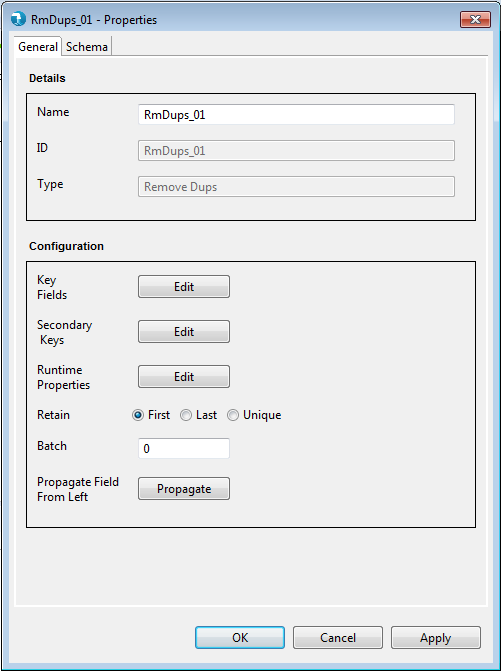 RmDups_01 - Properties
General Schema
Details
Name RmDups_01
ID RmDups_01
Type Remove Dups
Configuration
Key
Fields
Edit
Secondary
Keys
Edit
Runtime
Properties
Edit
Retain First Last Unique
Batch 0
Propagate Field
From Left
Propagate
OK Cancel Apply